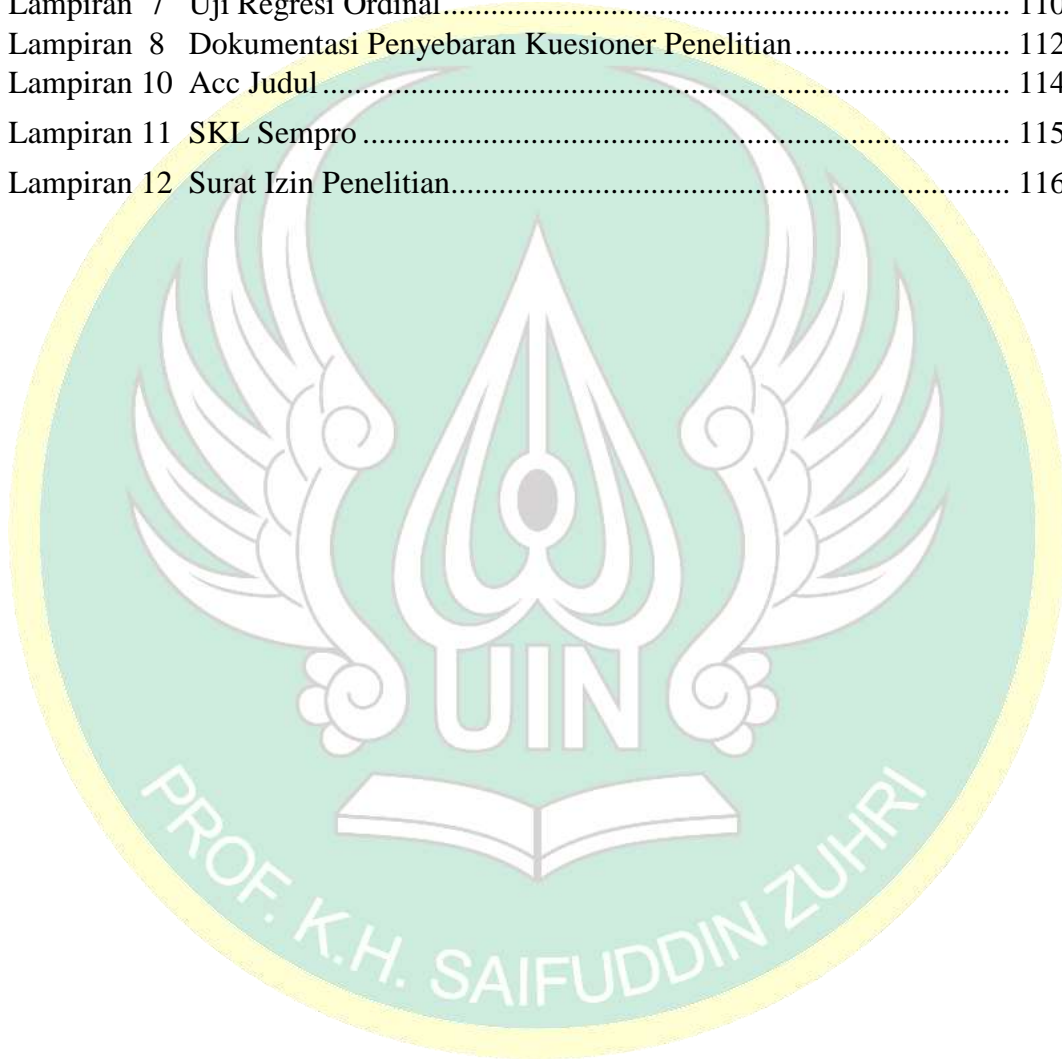 Lampiran 7 Uji Regresi Ordinal........................................................................ 110
Lampiran 8 Dokumentasi Penyebaran Kuesioner Penelitian........................... 112
Lampiran 10 Acc Judul....................................................................................... 114
Lampiran 11 SKL Sempro.................................................................................. 115
Lampiran 12 Surat Izin Penelitian...................................................................... 116
UIN
PROF. K.H. SAIFUDDIN ZUHRI